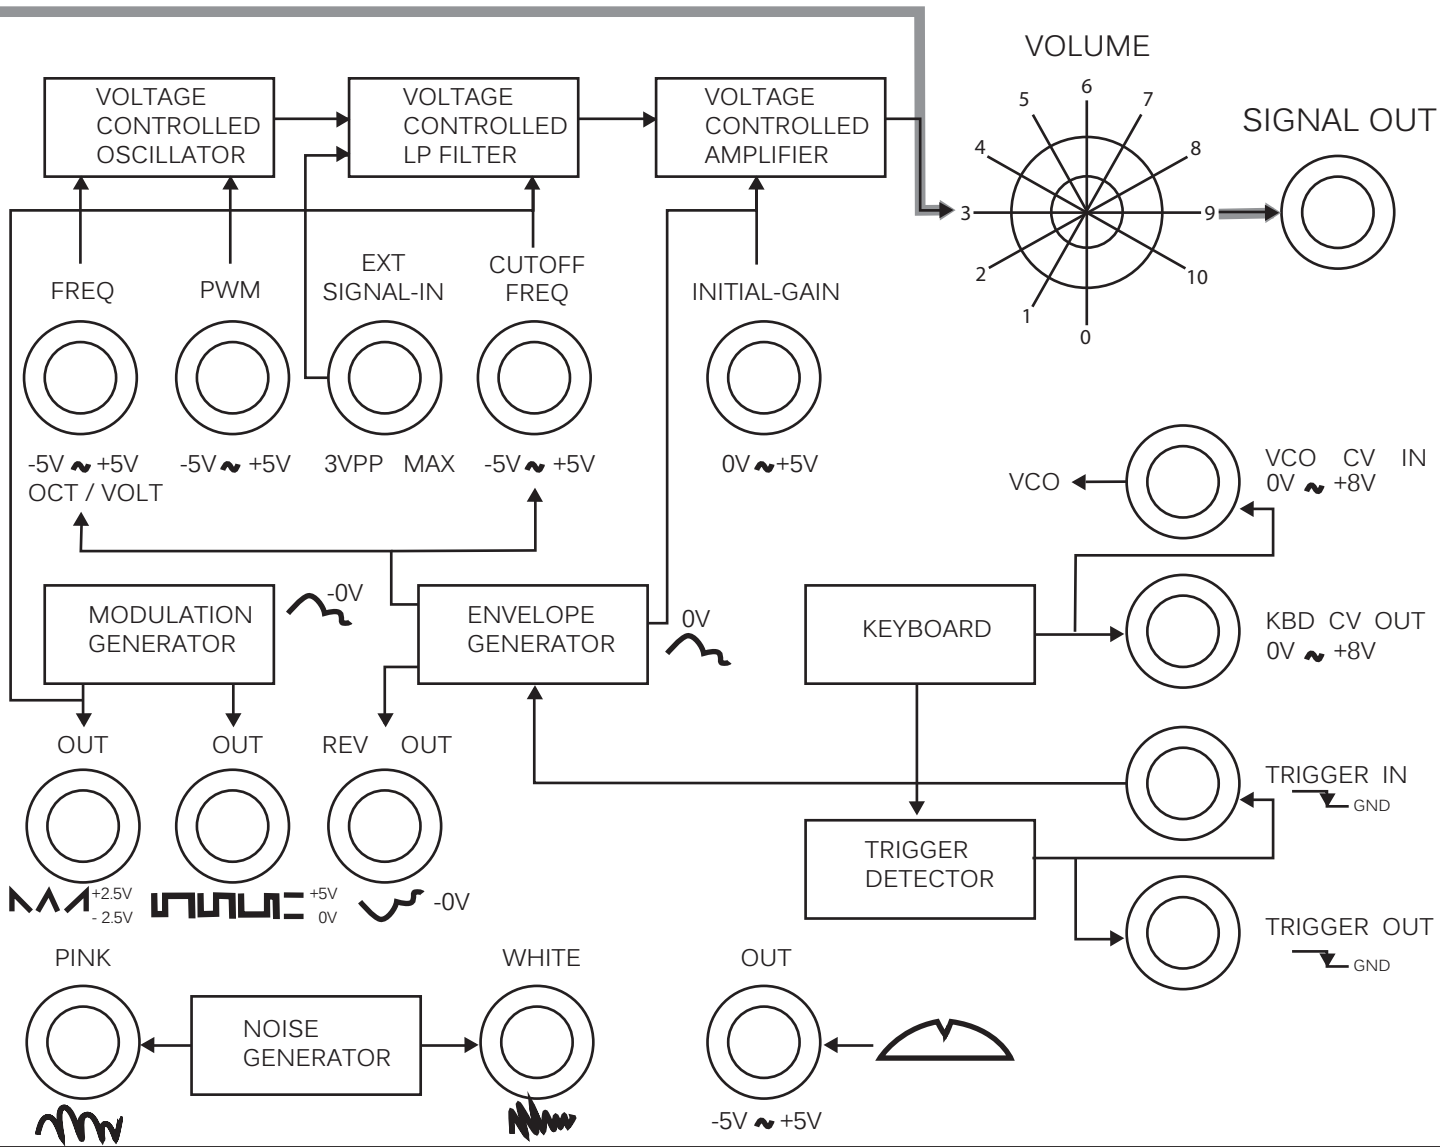 VOLUME
5 6 7
4 8
3 9
2 10
1 0
SIGNAL OUT
VOLTAGE
CONTROLLED
OSCILLATOR
VOLTAGE
CONTROLLED
LP FILTER
VOLTAGE
CONTROLLED
AMPLIFIER
FREQ
PWM
EXT
SIGNAL-IN
CUTOFF
FREQ
INITIAL-GAIN
-5V ~ +5V
OCT / VOLT
-5V ~ +5V
3VPP MAX
-5V ~ +5V
0V ~ +5V
VCO
VCO CV IN
0V ~ +8V
MODULATION
GENERATOR
-0V
ENVELOPE
GENERATOR
0V
KEYBOARD
KBD CV OUT
0V ~ +8V
OUT
OUT
REV OUT
TRIGGER IN
GND
TRIGGER
DETECTOR
+2.5V
- 2.5V
+5V
0V
-0V
TRIGGER OUT
GND
PINK
NOISE
GENERATOR
WHITE
OUT
-5V ~ +5V